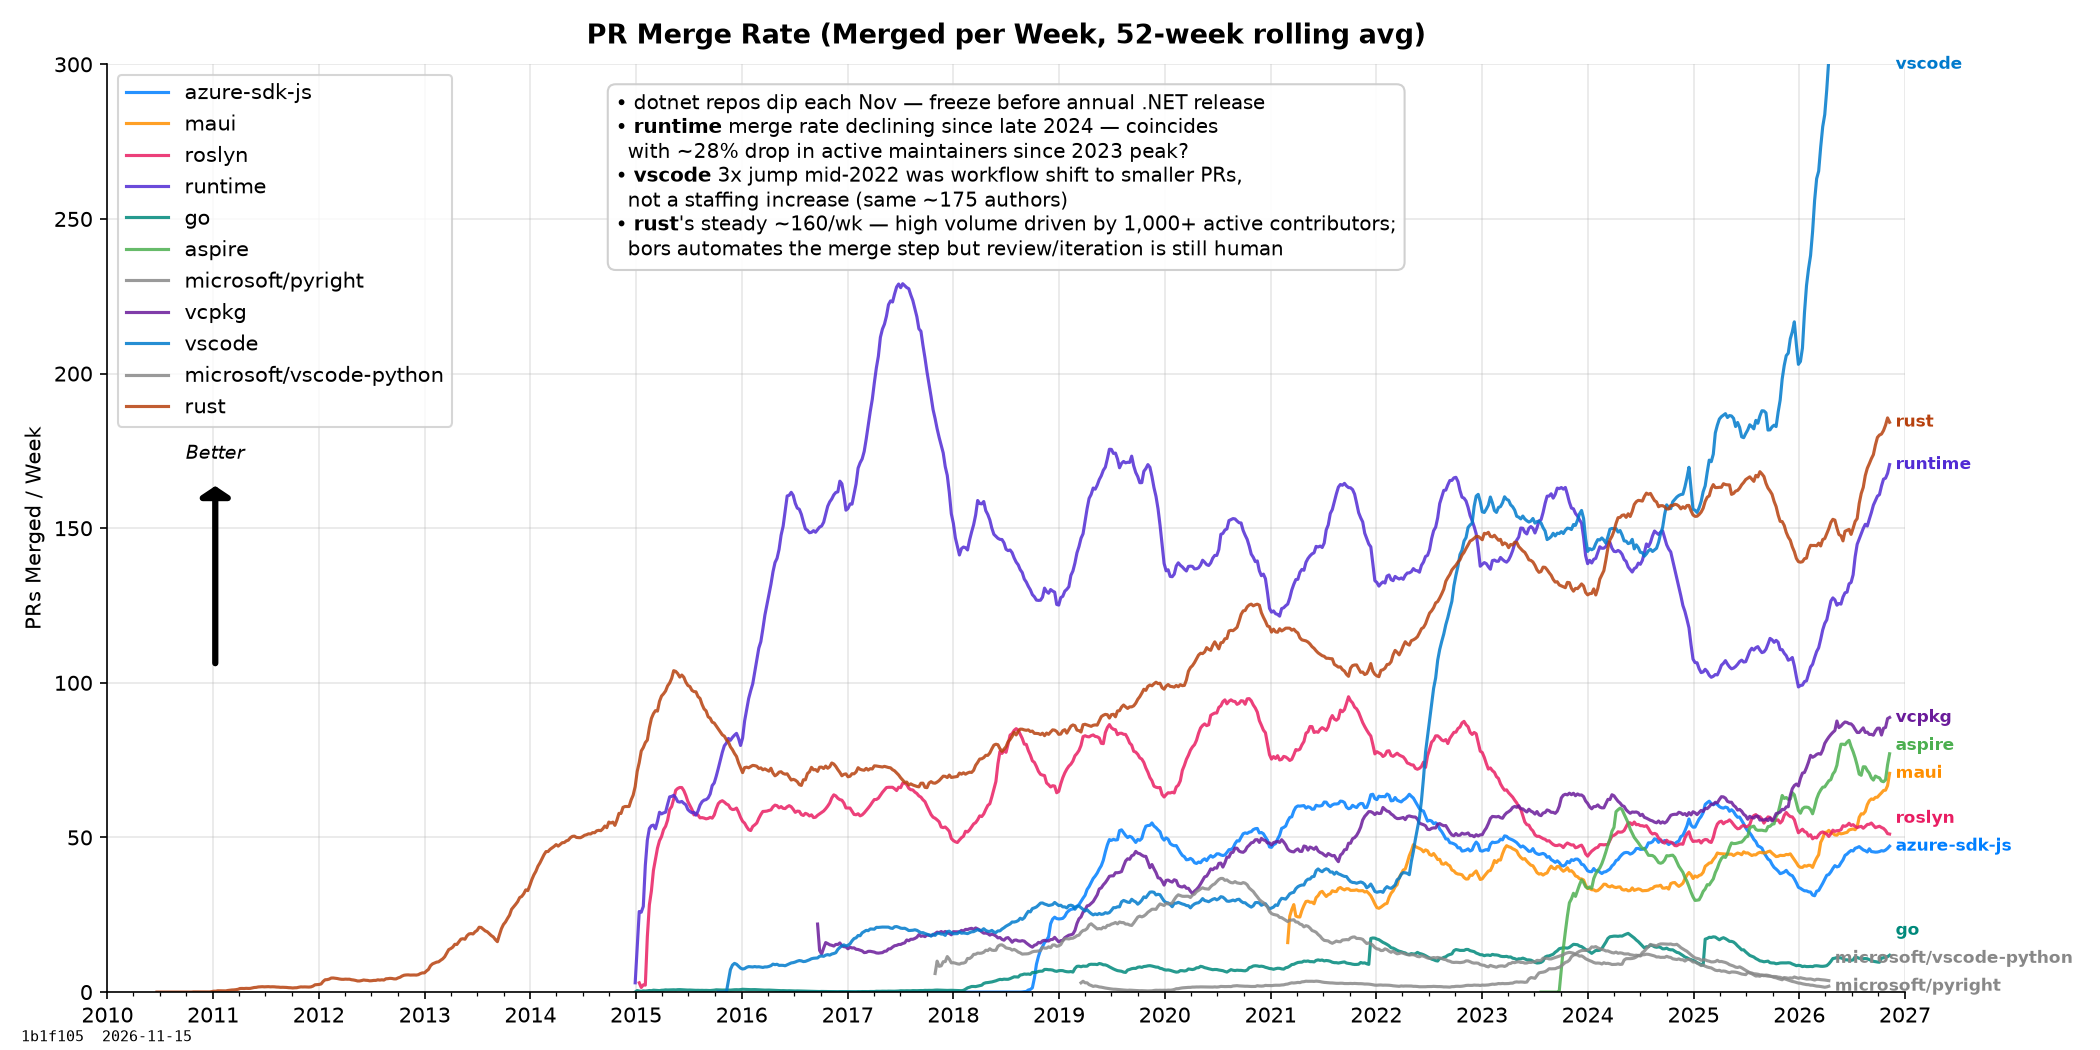 PR Merge Rate (Merged per Week, 52-week rolling avg)
300
250
200
150
100
50
0
PRs Merged / Week
azure-sdk-js
maui
roslyn
runtime
go
aspire
microsoft/pyright
vcpkg
vscode
microsoft/vscode-python
rust
Better
• dotnet repos dip each Nov — freeze before annual .NET release
• runtime merge rate declining since late 2024 — coincides
with ~28% drop in active maintainers since 2023 peak?
• vscode 3x jump mid-2022 was workflow shift to smaller PRs,
not a staffing increase (same ~175 authors)
• rust's steady ~160/wk — high volume driven by 1,000+ active contributors;
bors automates the merge step but review/iteration is still human
vscode
rust
runtime
vcpkg
aspire
maui
roslyn
azure-sdk-js
go
microsoft/vscode-python
microsoft/pyright
2010 2011 2012 2013 2014 2015 2016 2017 2018 2019 2020 2021 2022 2023 2024 2025 2026 2027
1b1f105 2026-11-15